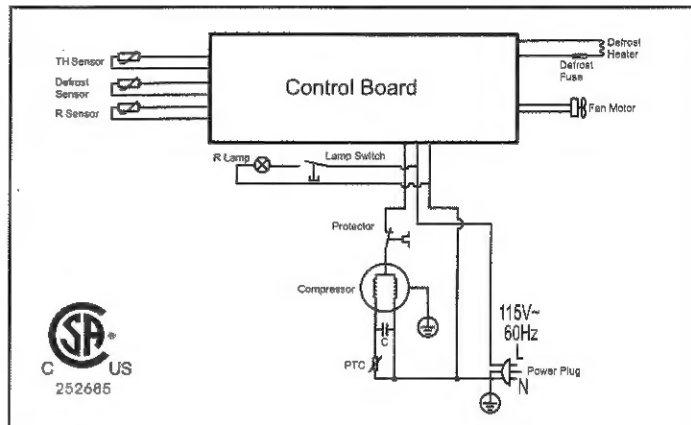 Control Board
TH Sensor
Defrost
Sensor
R Sensor
Defrost
Heater
Defrost
Fuse
Fan Motor
R Lamp
Lamp Switch
Protector
Compressor
C
PTC
115V~
60Hz
L
Power Plug
N
CSA
®
C US
252685